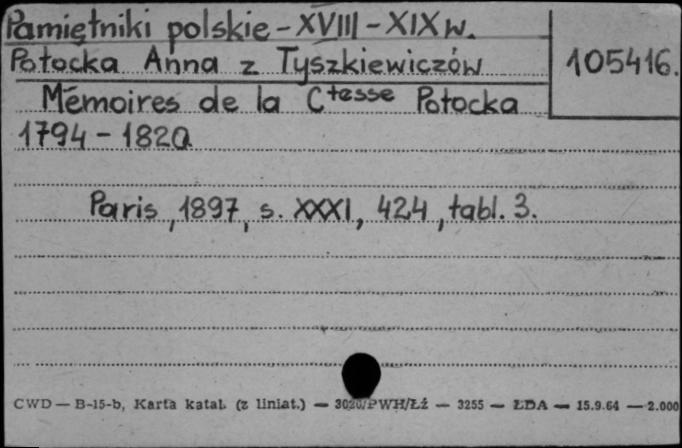 Pamiętniki polskie - XVIII - XIX w.
Potocka Anna z Tyszkiewiczów
105416.
Mémoires de la Ctesse Potocka
1794 - 1820
Paris, 1897, s. XXXI, 424, tabl. 3.
CWD — B-15-b, Karta katal. (z liniat.) — 3020/PWH/Łź — 3255 — ŁDA — 15.9.64 — 2.000